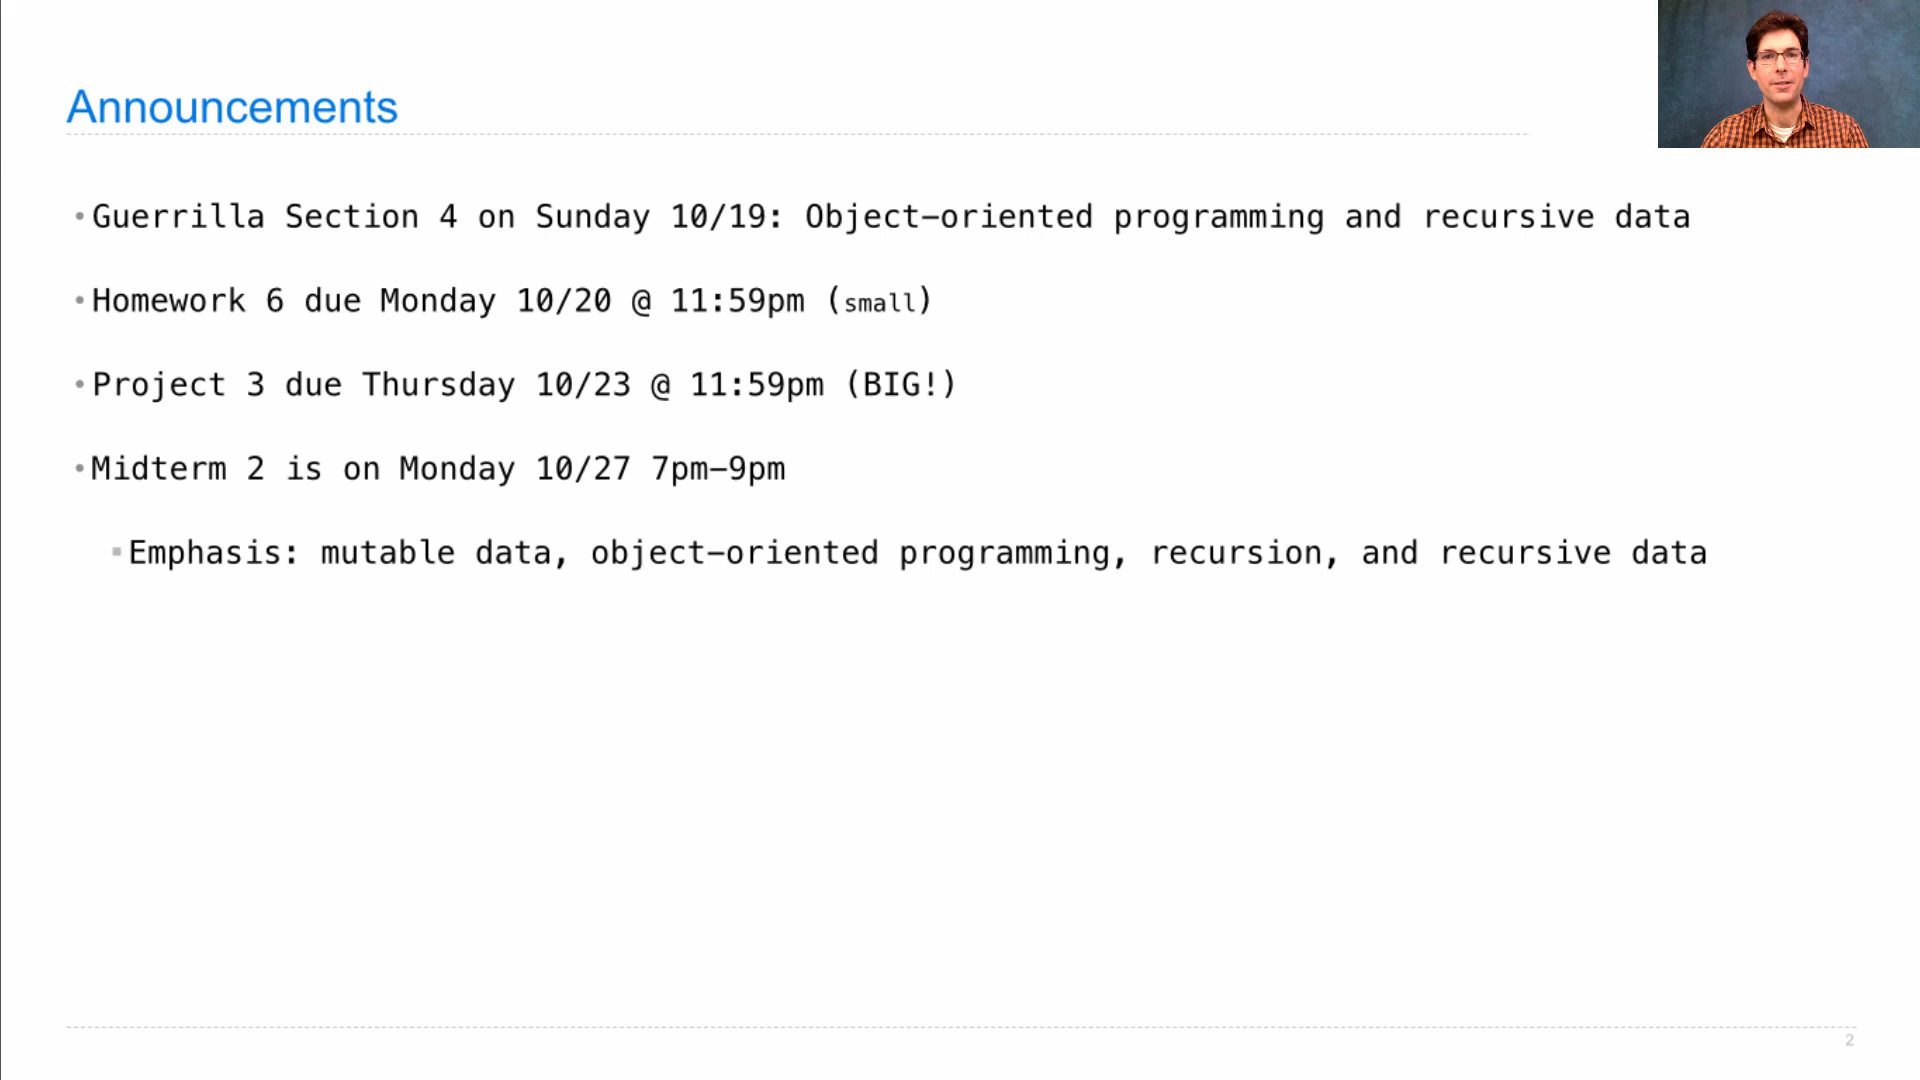 Announcements
•Guerrilla Section 4 on Sunday 10/19: Object-oriented programming and recursive data
•Homework 6 due Monday 10/20 @ 11:59pm (small)
•Project 3 due Thursday 10/23 @ 11:59pm (BIG!)
•Midterm 2 is on Monday 10/27 7pm–9pm
▪Emphasis: mutable data, object-oriented programming, recursion, and recursive data
2